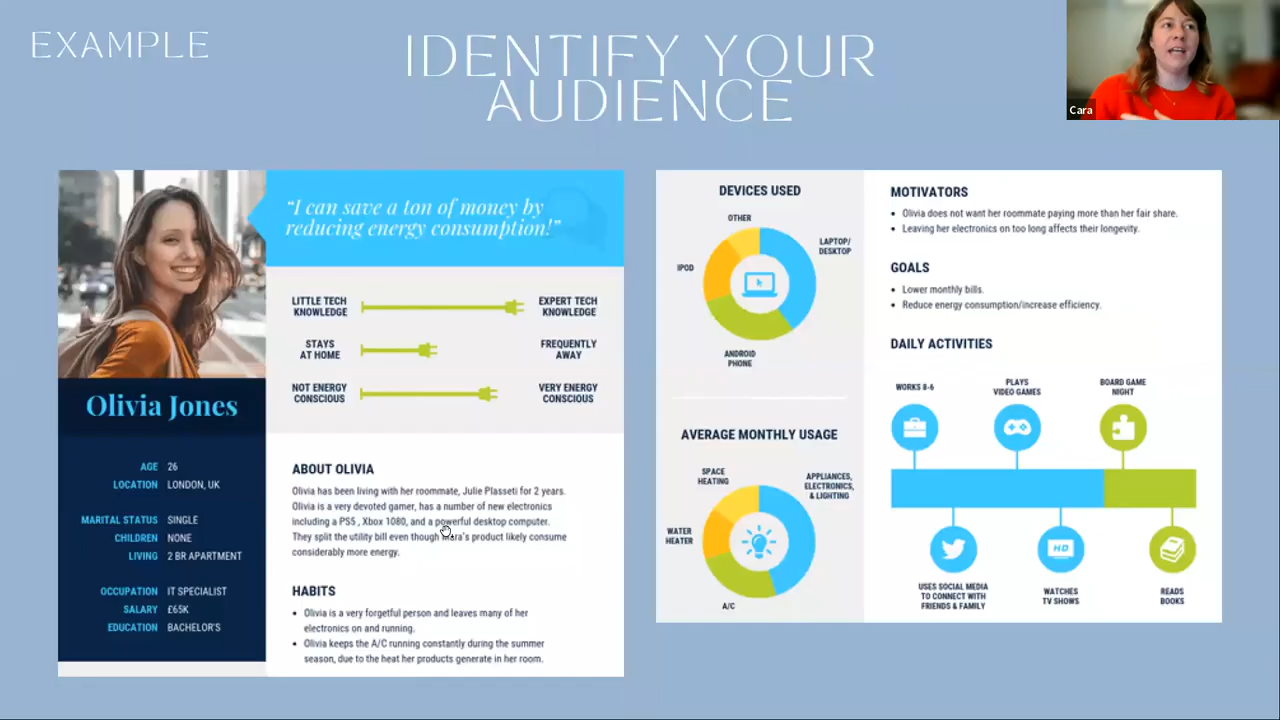 EXAMPLE
IDENTIFY YOUR
AUDIENCE
Cara
“I can save a ton of money by
reducing energy consumption!”
LITTLE TECH
KNOWLEDGE
EXPERT TECH
KNOWLEDGE
STAYS
AT HOME
FREQUENTLY
AWAY
NOT ENERGY
CONSCIOUS
VERY ENERGY
CONSCIOUS
Olivia Jones
AGE 26
LOCATION LONDON, UK
MARITAL STATUS SINGLE
CHILDREN NONE
LIVING 2 BR APARTMENT
OCCUPATION IT SPECIALIST
SALARY £65K
EDUCATION BACHELOR'S
ABOUT OLIVIA
Olivia has been living with her roommate, Julie Plasseti for 2 years.
Olivia is a very devoted gamer, has a number of new electronics
including a PS5 , Xbox 1080, and a powerful desktop computer.
They split the utility bill even though product likely consume
considerably more energy.
HABITS
• Olivia is a very forgetful person and leaves many of her
electronics on and running.
• Olivia keeps the A/C running constantly during the summer
season, due to the heat her products generate in her room.
DEVICES USED
OTHER
LAPTOP/
DESKTOP
IPOD
ANDROID
PHONE
AVERAGE MONTHLY USAGE
SPACE
HEATING
APPLIANCES,
ELECTRONICS,
& LIGHTING
WATER
HEATER
A/C
MOTIVATORS
• Olivia does not want her roommate paying more than her fair share.
• Leaving her electronics on too long affects their longevity.
GOALS
• Lower monthly bills.
• Reduce energy consumption/increase efficiency.
DAILY ACTIVITIES
WORKS 8-6
PLAYS
VIDEO GAMES
BOARD GAME
NIGHT
HD
USES SOCIAL MEDIA
TO CONNECT WITH
FRIENDS & FAMILY
WATCHES
TV SHOWS
READS
BOOKS